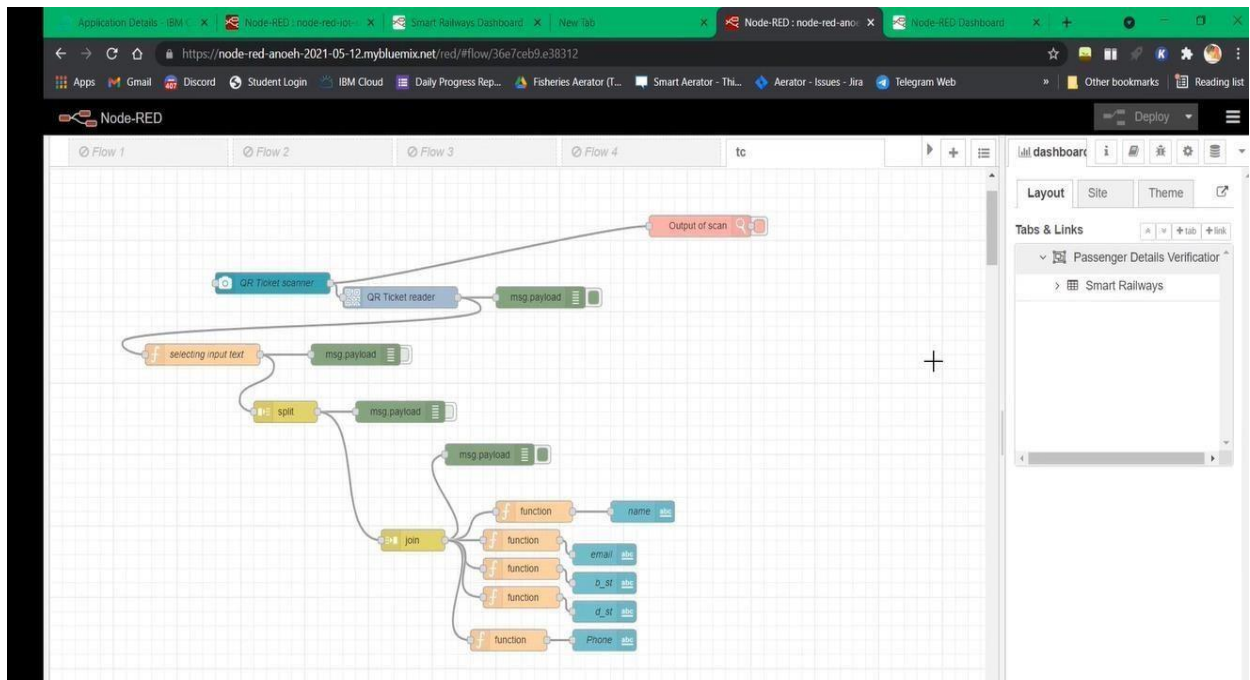 Application Details - IBM C
Node-RED : node-red-iot-s
Smart Railways Dashboard
New Tab
Node-RED : node-red-anoe
Node-RED Dashboard
https://node-red-anoeh-2021-05-12.mybluemix.net/red/#flow/36e7ceb9.e38312
Apps Gmail Discord Student Login IBM Cloud Daily Progress Rep... Fisheries Aerator (T... Smart Aerator - Thi... Aerator - Issues - Jira Telegram Web » Other bookmarks Reading list
Node-RED
Deploy
Flow 1 Flow 2 Flow 3 Flow 4 tc
dashboard
Layout Site Theme
Tabs & Links
+tab +link
Passenger Details Verification
Smart Railways
Output of scan
QR Ticket scanner
QR Ticket reader
msg.payload
selecting input text
msg.payload
split
msg.payload
msg.payload
function
name
join
function
email
function
b_st
function
d_st
function
Phone